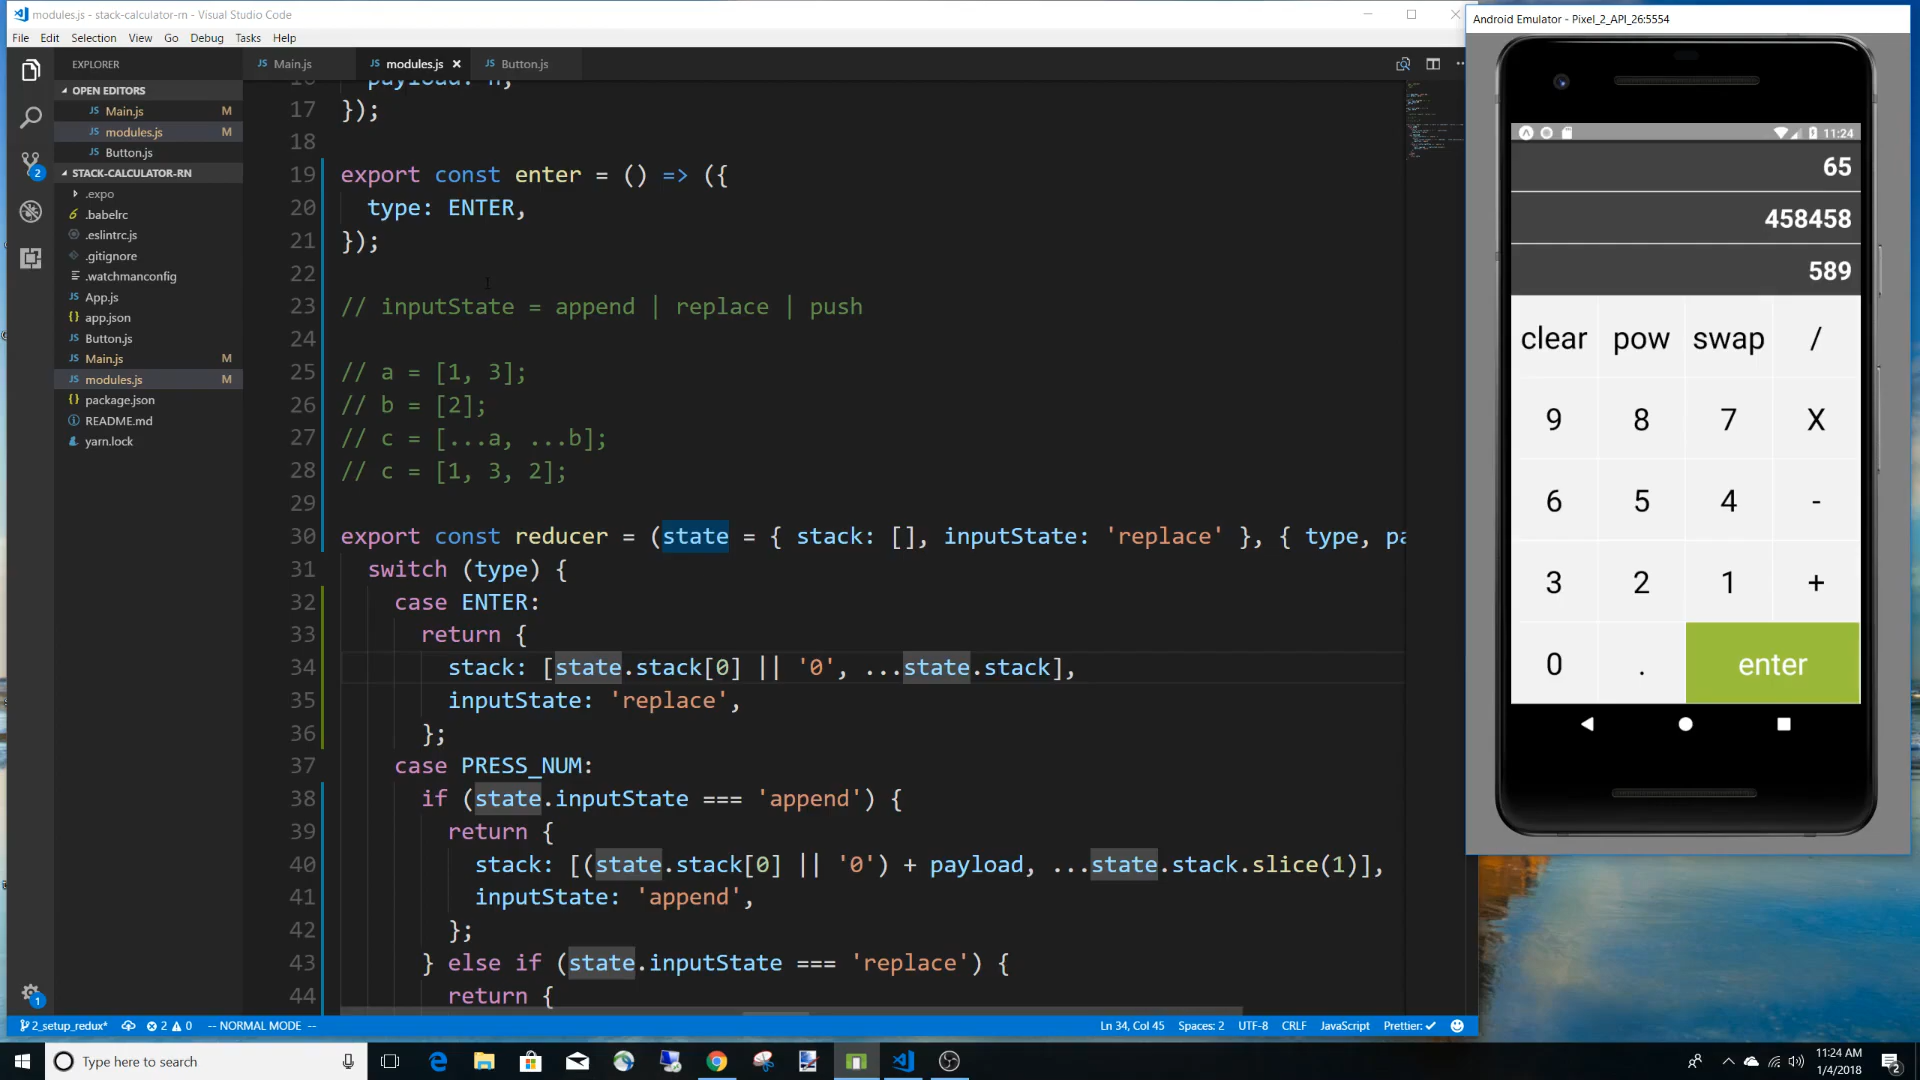 modules.js - stack-calculator-rn - Visual Studio Code
File Edit Selection View Go Debug Tasks Help
EXPLORER
OPEN EDITORS
JS Main.js M
JS modules.js M
JS Button.js
STACK-CALCULATOR-RN
.expo
.babelrc
.eslintrc.js
.gitignore
.watchmanconfig
JS App.js
{} app.json
JS Button.js
JS Main.js M
JS modules.js M
{} package.json
README.md
yarn.lock
2
1
JS Main.js JS modules.js JS Button.js
17 });
18
19 export const enter = () => ({
20 type: ENTER,
21 });
22
23 // inputState = append | replace | push
24
25 // a = [1, 3];
26 // b = [2];
27 // c = [...a, ...b];
28 // c = [1, 3, 2];
29
30 export const reducer = (state = { stack: [], inputState: 'replace' }, { type, pa
31 switch (type) {
32 case ENTER:
33 return {
34 stack: [state.stack[0] || '0', ...state.stack],
35 inputState: 'replace',
36 };
37 case PRESS_NUM:
38 if (state.inputState === 'append') {
39 return {
40 stack: [(state.stack[0] || '0') + payload, ...state.stack.slice(1)],
41 inputState: 'append',
42 };
43 } else if (state.inputState === 'replace') {
44 return {
2_setup_redux* 2 0 -- NORMAL MODE -- Ln 34, Col 45 Spaces: 2 UTF-8 CRLF JavaScript Prettier: ✓
Android Emulator - Pixel_2_API_26:5554
11:24
65
458458
589
clear pow swap /
9 8 7 X
6 5 4 -
3 2 1 +
0 . enter
Type here to search
11:24 AM
1/4/2018
2